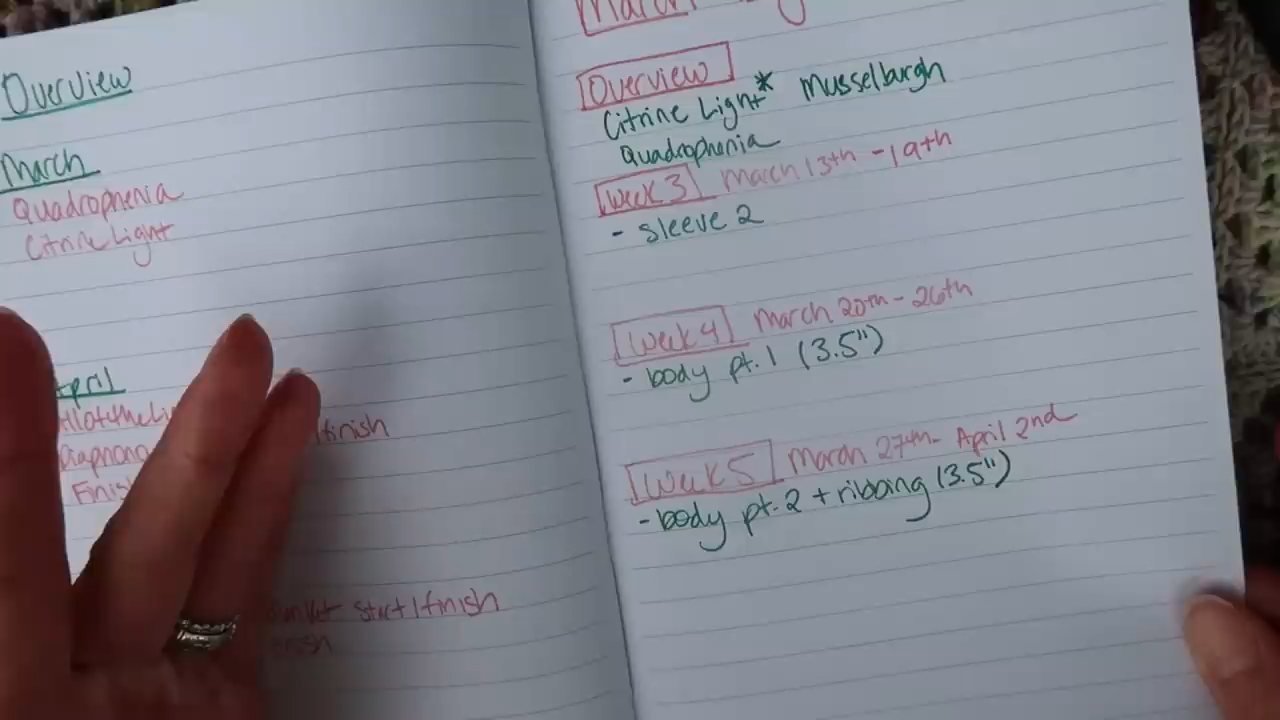 Overview
March
Quadrophenia
Citrine Light
April
finish
Start/finish
March
Overview
Citrine Light* Musselburgh
Quadrophenia
Week 3 March 13th - 19th
- sleeve 2
Week 4 March 20th - 26th
- body pt. 1 (3.5")
Week 5 March 27th - April 2nd
- body pt. 2 + ribbing (3.5")